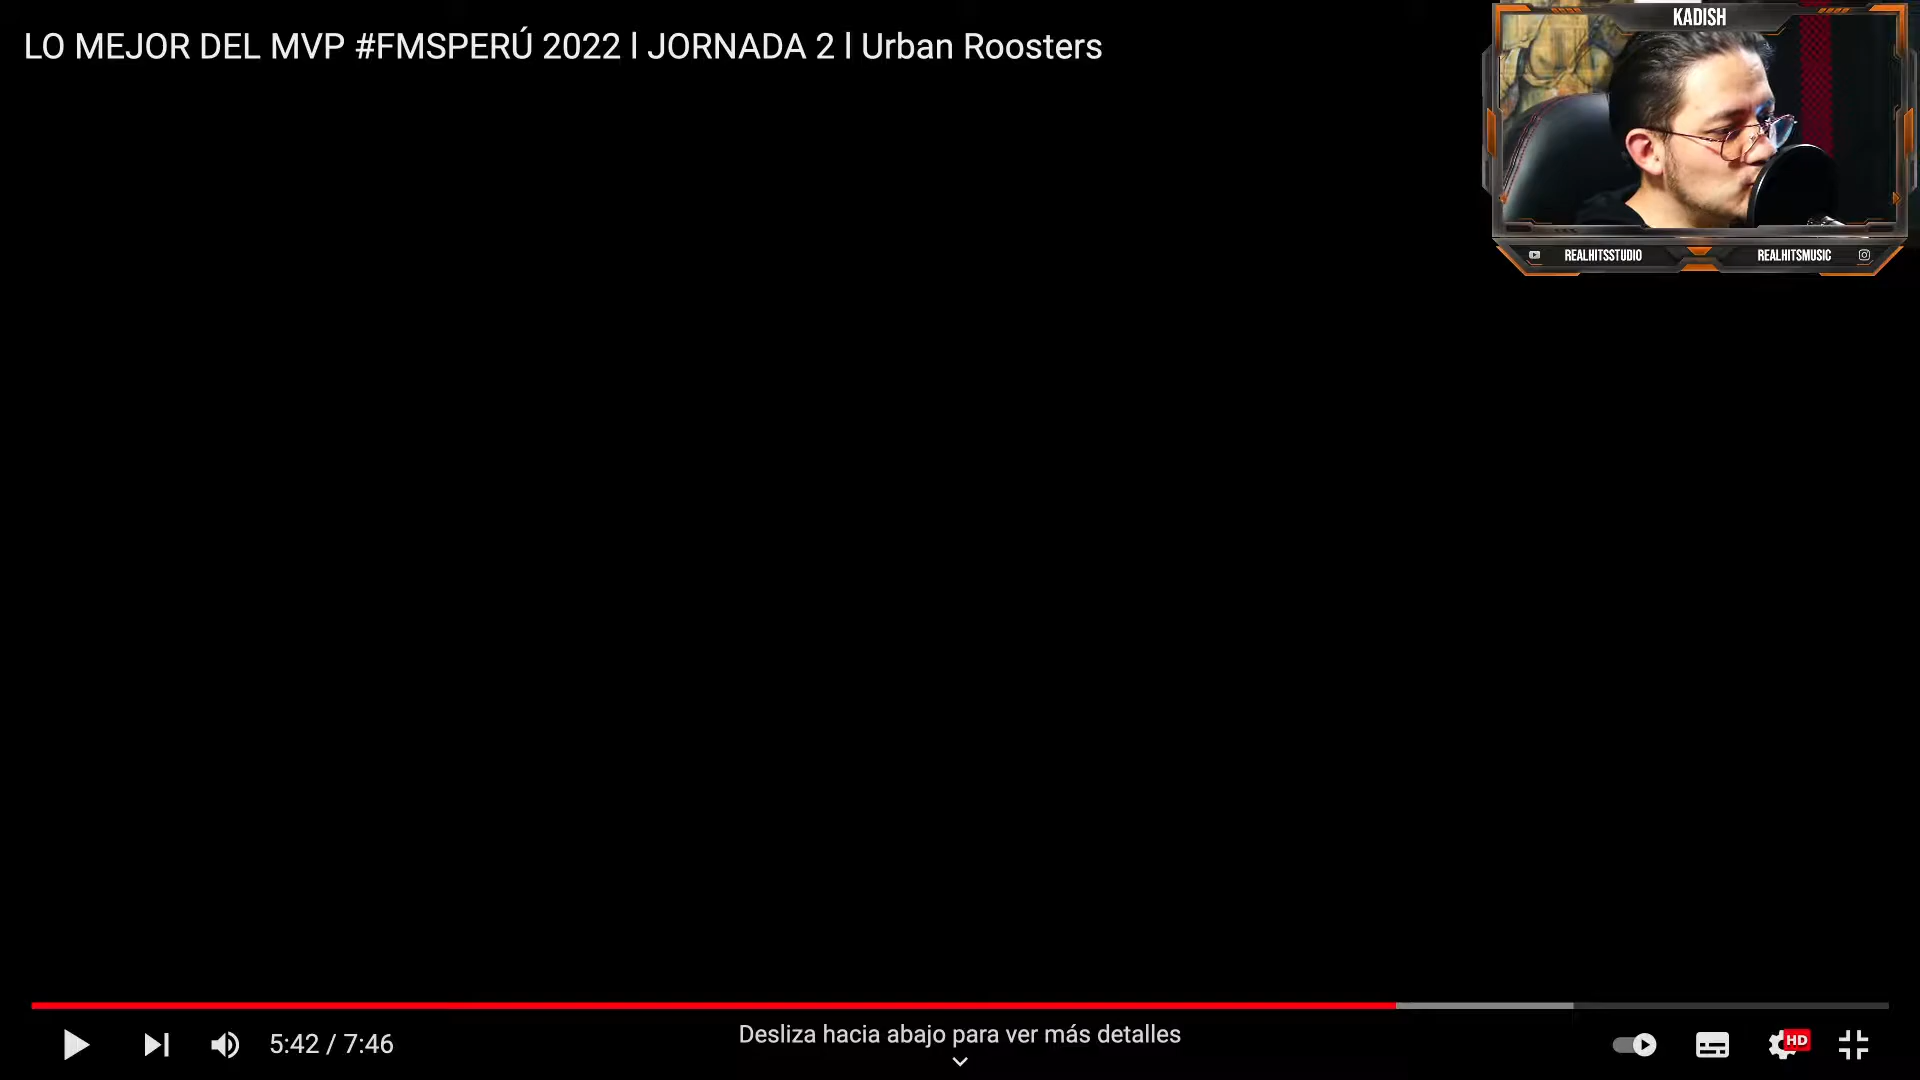 LO MEJOR DEL MVP #FMSPERÚ 2022 l JORNADA 2 l Urban Roosters
KADISH
REALHITSSTUDIO
REALHITSMUSIC
5:42 / 7:46
Desliza hacia abajo para ver más detalles
HD